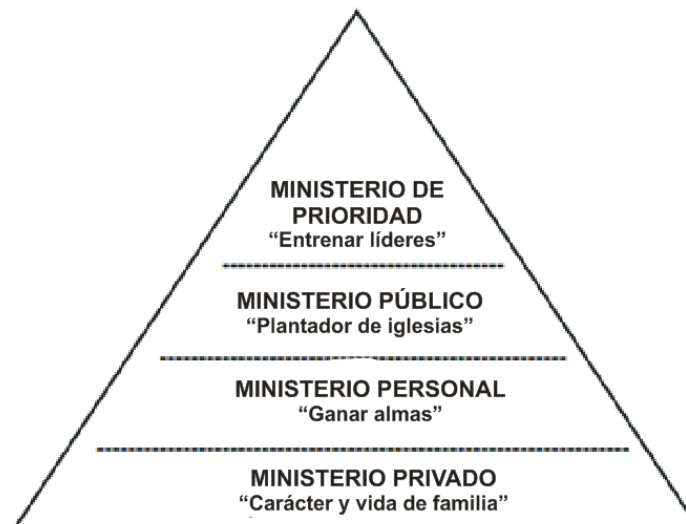 MINISTERIO DE
PRIORIDAD
“Entrenar líderes”
MINISTERIO PÚBLICO
“Plantador de iglesias”
MINISTERIO PERSONAL
“Ganar almas”
MINISTERIO PRIVADO
“Carácter y vida de familia”